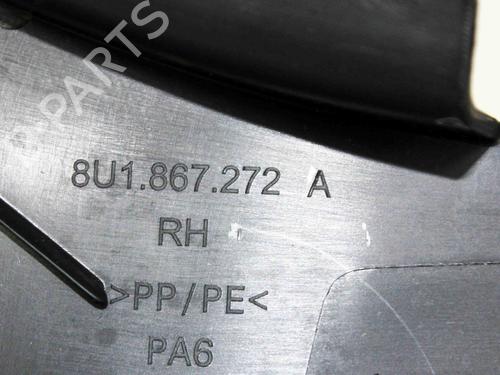 B-PARTS
8U1.867.272 A
RH
>PP/PE<
PA6